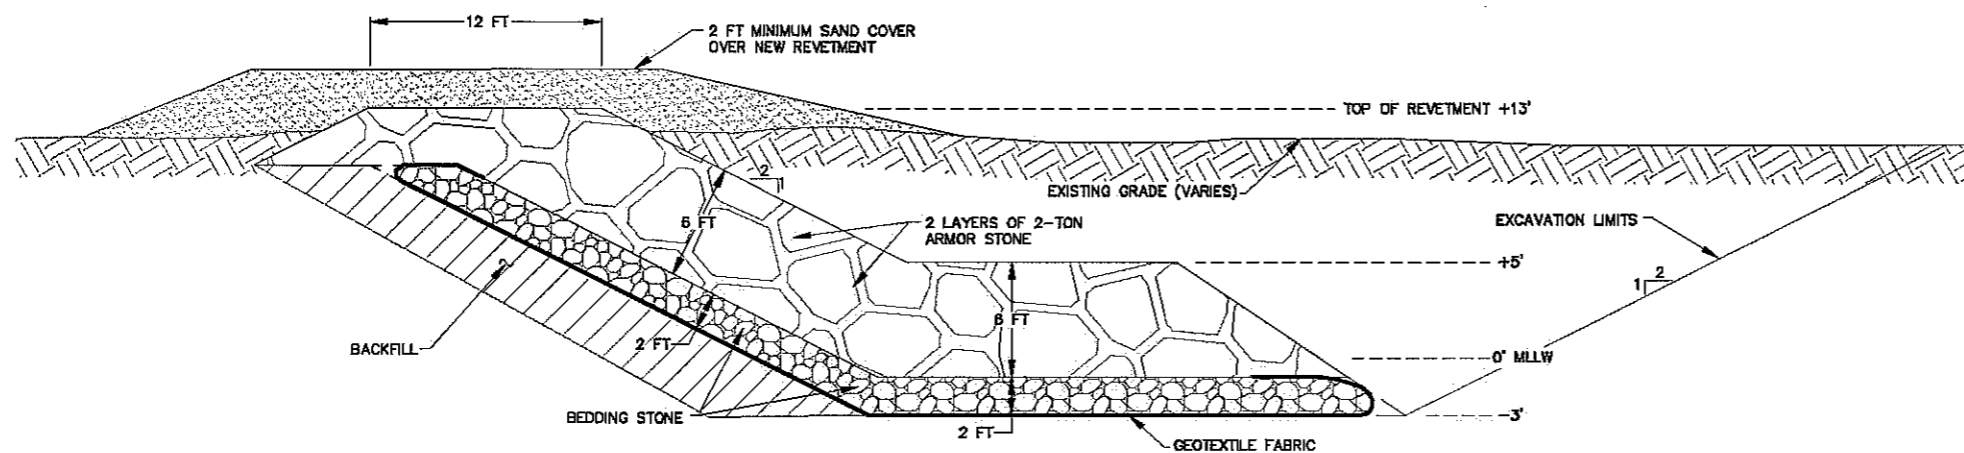 12 FT
2 FT MINIMUM SAND COVER
OVER NEW REVETMENT
TOP OF REVETMENT +13'
2
1
EXISTING GRADE (VARIES)
6 FT
2 LAYERS OF 2-TON
ARMOR STONE
EXCAVATION LIMITS
+5'
2
1
6 FT
2 FT
BACKFILL
0' MLLW
BEDDING STONE
2 FT
-3'
GEOTEXTILE FABRIC